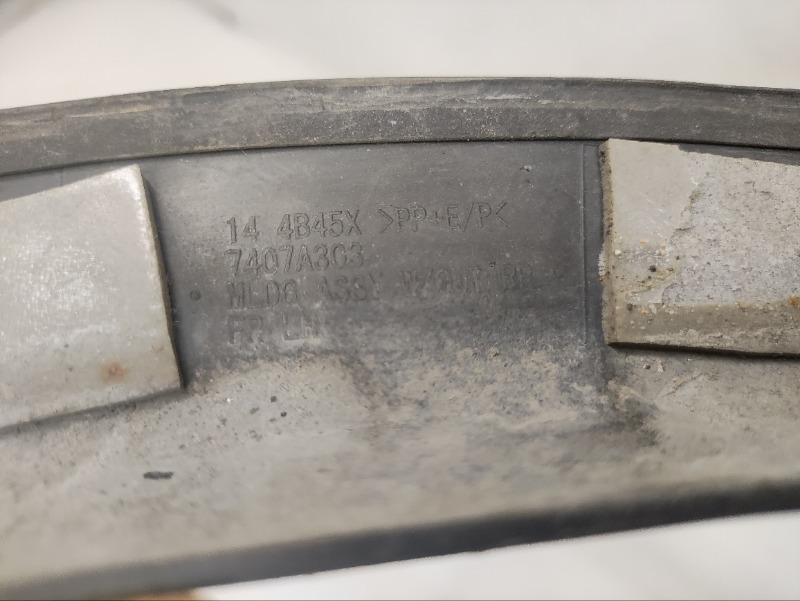 14 4B45X >PP+E/P<
7407A303
MLDG ASSY
FR LH